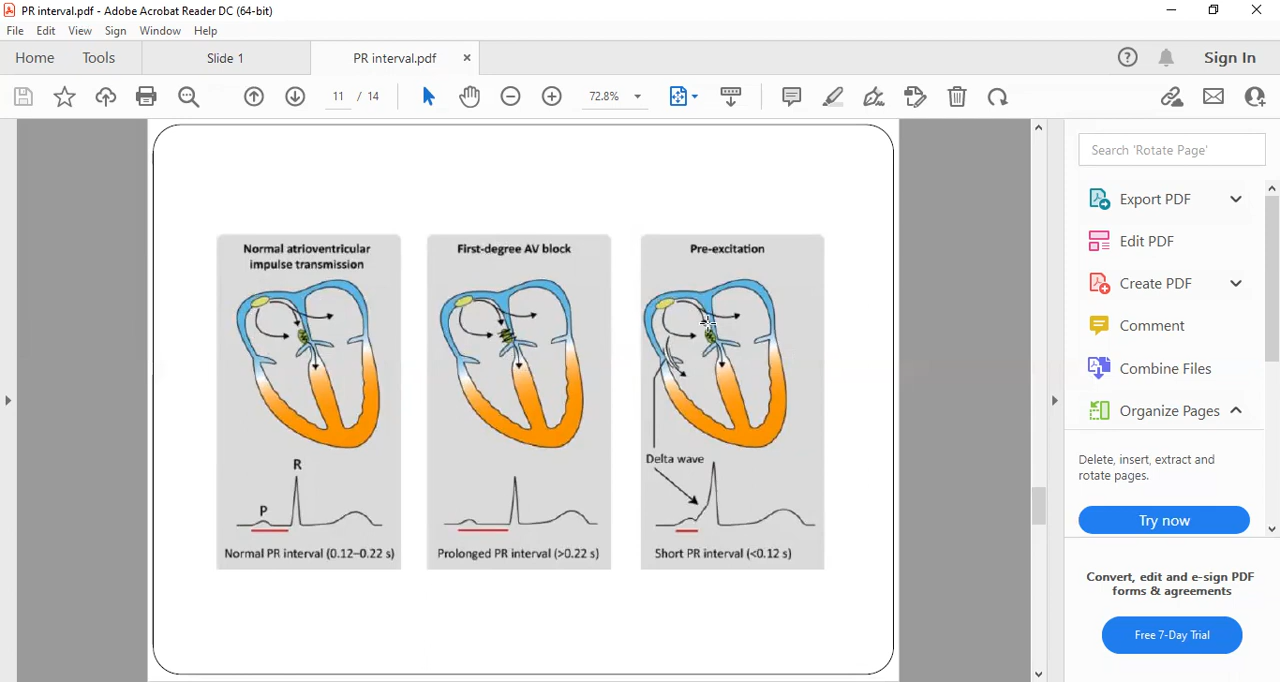 PR interval.pdf - Adobe Acrobat Reader DC (64-bit)
File Edit View Sign Window Help
Home Tools Slide 1 PR interval.pdf × Sign In
11 / 14 72.8%
Search 'Rotate Page'
Export PDF
Edit PDF
Create PDF
Comment
Combine Files
Organize Pages
Delete, insert, extract and
rotate pages.
Try now
Convert, edit and e-sign PDF
forms & agreements
Free 7-Day Trial
Normal atrioventricular
impulse transmission
R
P
Normal PR interval (0.12–0.22 s)
First-degree AV block
Prolonged PR interval (>0.22 s)
Pre-excitation
Delta wave
Short PR interval (<0.12 s)